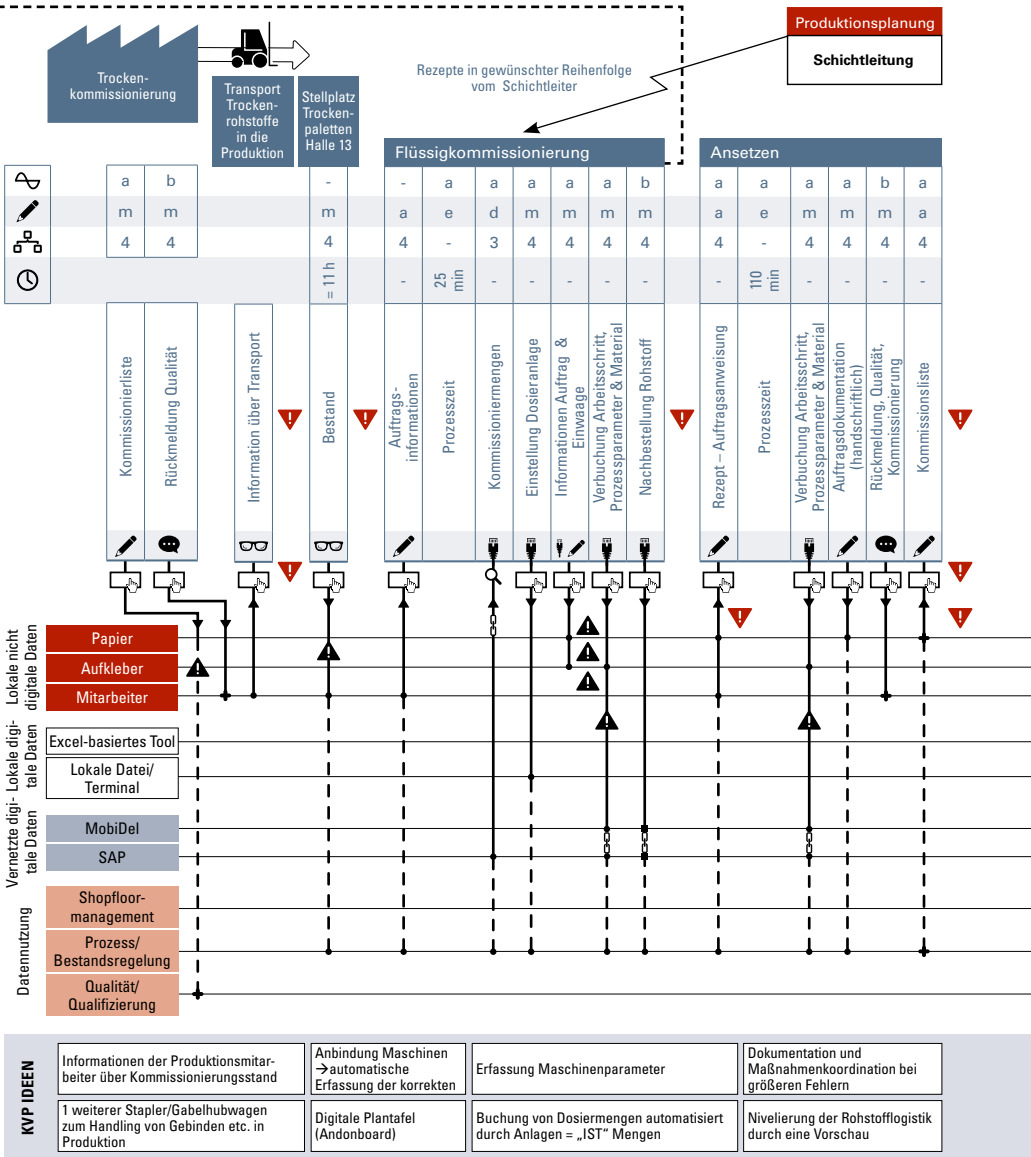 Produktionsplanung
Schichtleitung
Trocken-
kommissionierung
Transport
Trocken-
rohstoffe
in die
Produktion
Stellplatz
Trocken-
paletten
Halle 13
Rezepte in gewünschter Reihenfolge
vom Schichtleiter
Flüssigkommissionierung
Ansetzen
a b - - a a a a a b a a a a b a
m m m a e d m m m m a e m m m a
4 4 4 4 - 3 4 4 4 4 4 - 4 4 4 4
= 11 h - 25 min - - - - - - 110 min - - - -
Kommissionierliste
Rückmeldung Qualität
Information über Transport
Bestand
Auftrags-
informationen
Prozesszeit
Kommissioniermengen
Einstellung Dosieranlage
Informationen Auftrag &
Einwaage
Verbuchung Arbeitsschritt,
Prozessparameter & Material
Nachbestellung Rohstoff
Rezept – Auftragsanweisung
Prozesszeit
Verbuchung Arbeitsschritt,
Prozessparameter & Material
Auftragsdokumentation
(handschriftlich)
Rückmeldung, Qualität,
Kommissionierung
Kommissionsliste
Lokale nicht
digitale Daten
Papier
Aufkleber
Mitarbeiter
Lokale digi-
tale Daten
Excel-basiertes Tool
Lokale Datei/
Terminal
Vernetzte digi-
tale Daten
MobiDel
SAP
Datennutzung
Shopfloor-
management
Prozess/
Bestandsregelung
Qualität/
Qualifizierung
KVP IDEEN
Informationen der Produktionsmitar-
beiter über Kommissionierungsstand
Anbindung Maschinen
→automatische
Erfassung der korrekten
Erfassung Maschinenparameter
Dokumentation und
Maßnahmenkoordination bei
größeren Fehlern
1 weiterer Stapler/Gabelhubwagen
zum Handling von Gebinden etc. in
Produktion
Digitale Plantafel
(Andonboard)
Buchung von Dosiermengen automatisiert
durch Anlagen = „IST" Mengen
Nivelierung der Rohstofflogistik
durch eine Vorschau